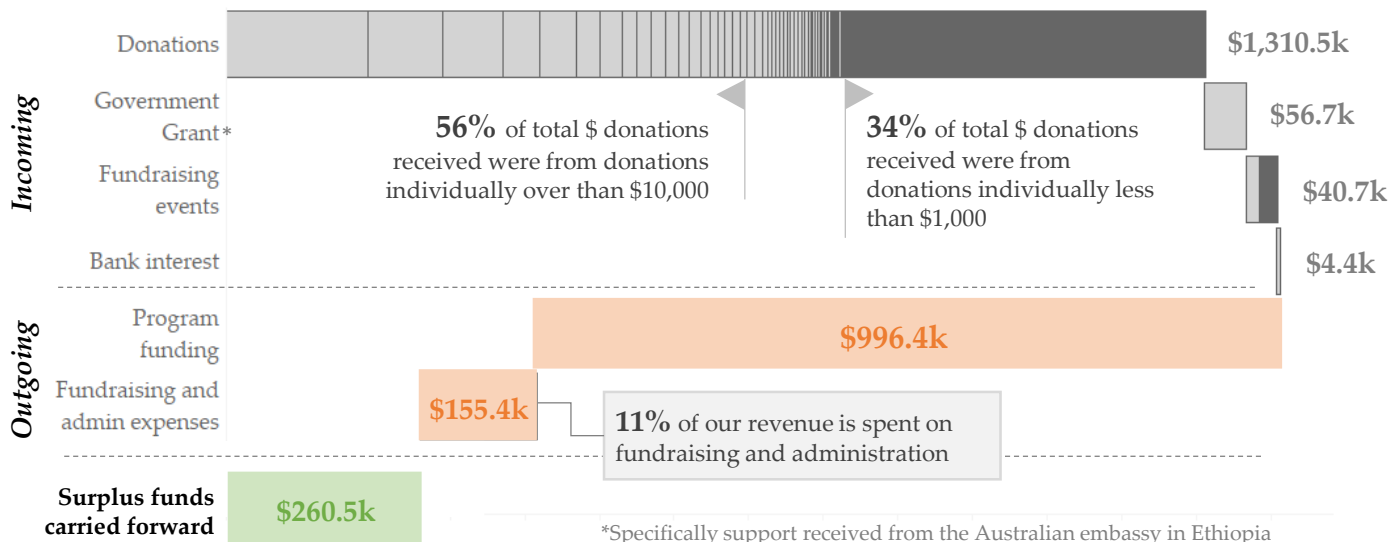 Incoming
Donations
$1,310.5k
Government
Grant*
$56.7k
56% of total $ donations
received were from donations
individually over than $10,000
34% of total $ donations
received were from
donations individually less
than $1,000
Fundraising
events
$40.7k
Bank interest
$4.4k
Outgoing
Program
funding
$996.4k
Fundraising and
admin expenses
$155.4k
11% of our revenue is spent on
fundraising and administration
Surplus funds
carried forward
$260.5k
*Specifically support received from the Australian embassy in Ethiopia